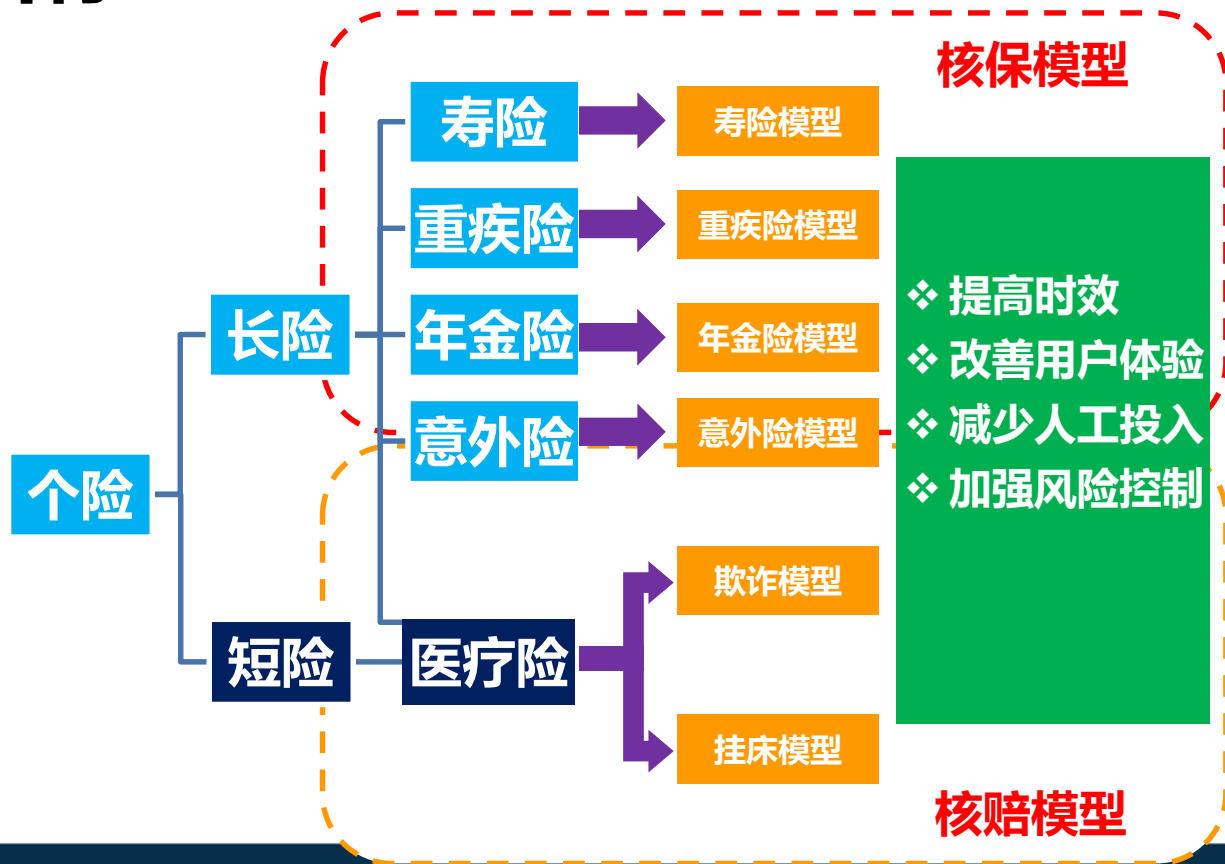 核保模型
寿险
寿险模型
重疾险
重疾险模型
提高时效
长险
年金险
年金险模型
改善用户体验
意外险
意外险模型
减少人工投入
个险
加强风险控制
欺诈模型
短险
医疗险
挂床模型
核赔模型